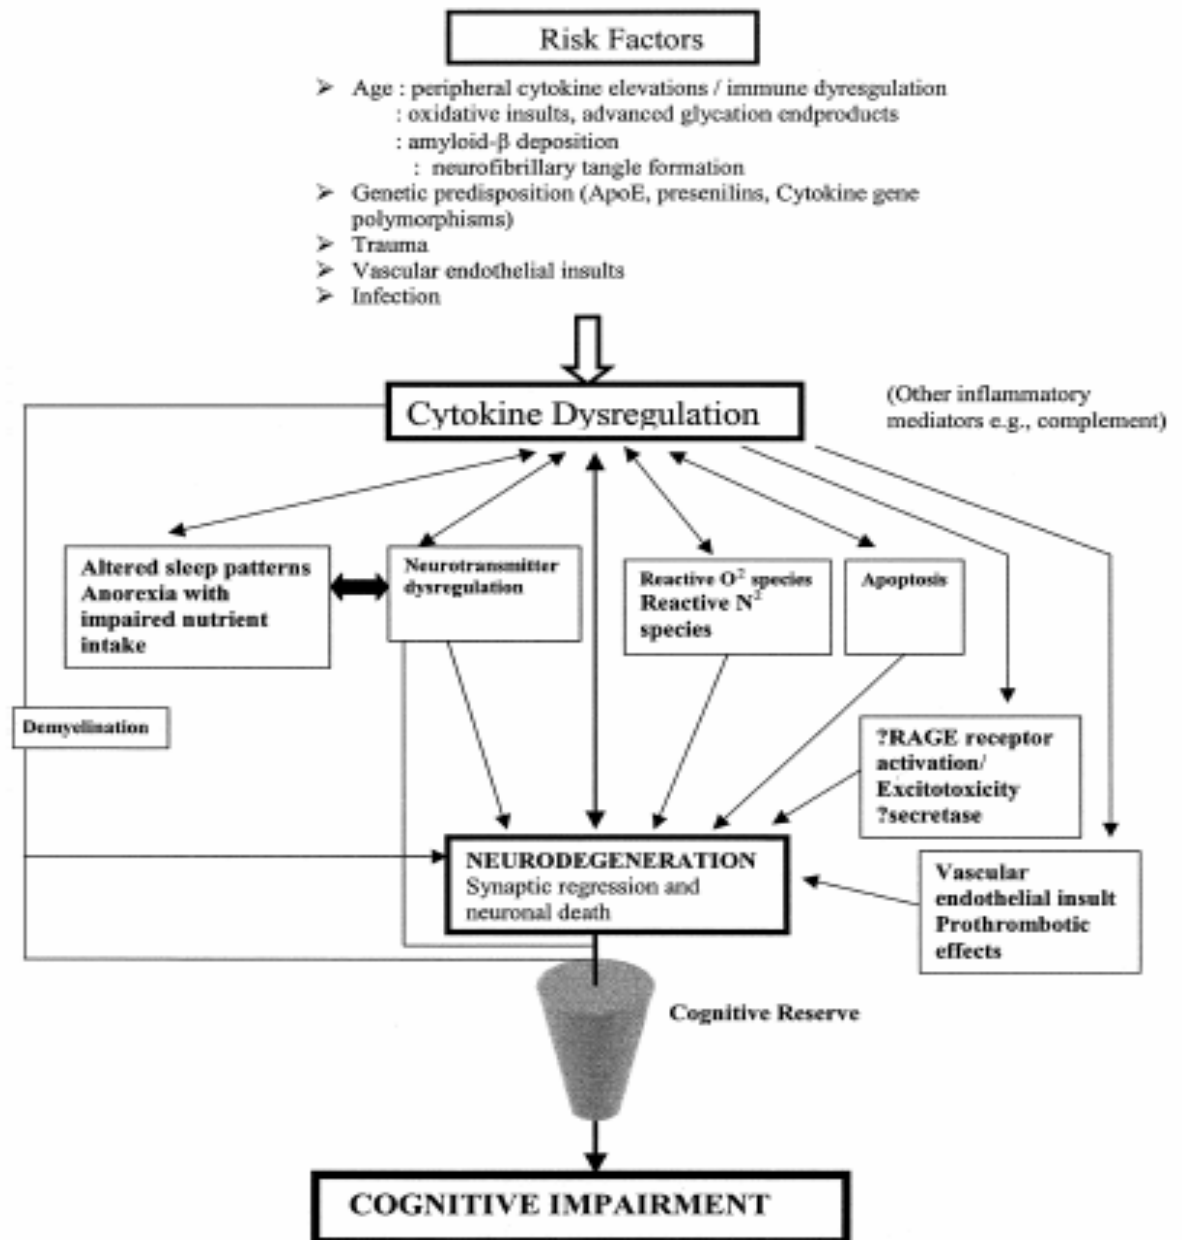 Risk Factors
➢ Age : peripheral cytokine elevations / immune dyresgulation
: oxidative insults, advanced glycation endproducts
: amyloid-β deposition
: neurofibrillary tangle formation
➢ Genetic predisposition (ApoE, presenilins, Cytokine gene
polymorphisms)
➢ Trauma
➢ Vascular endothelial insults
➢ Infection
Cytokine Dysregulation
(Other inflammatory
mediators e.g., complement)
Altered sleep patterns
Anorexia with
impaired nutrient
intake
Neurotransmitter
dysregulation
Reactive O² species
Reactive N²
species
Apoptosis
Demyelination
?RAGE receptor
activation/
Excitotoxicity
?secretase
NEURODEGENERATION
Synaptic regression and
neuronal death
Vascular
endothelial insult
Prothrombotic
effects
Cognitive Reserve
COGNITIVE IMPAIRMENT